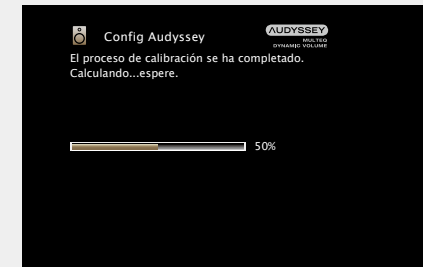 Config Audyssey
AUDYSSEY
MULTEQ
DYNAMIC VOLUME
El proceso de calibración se ha completado.
Calculando...espere.
50%